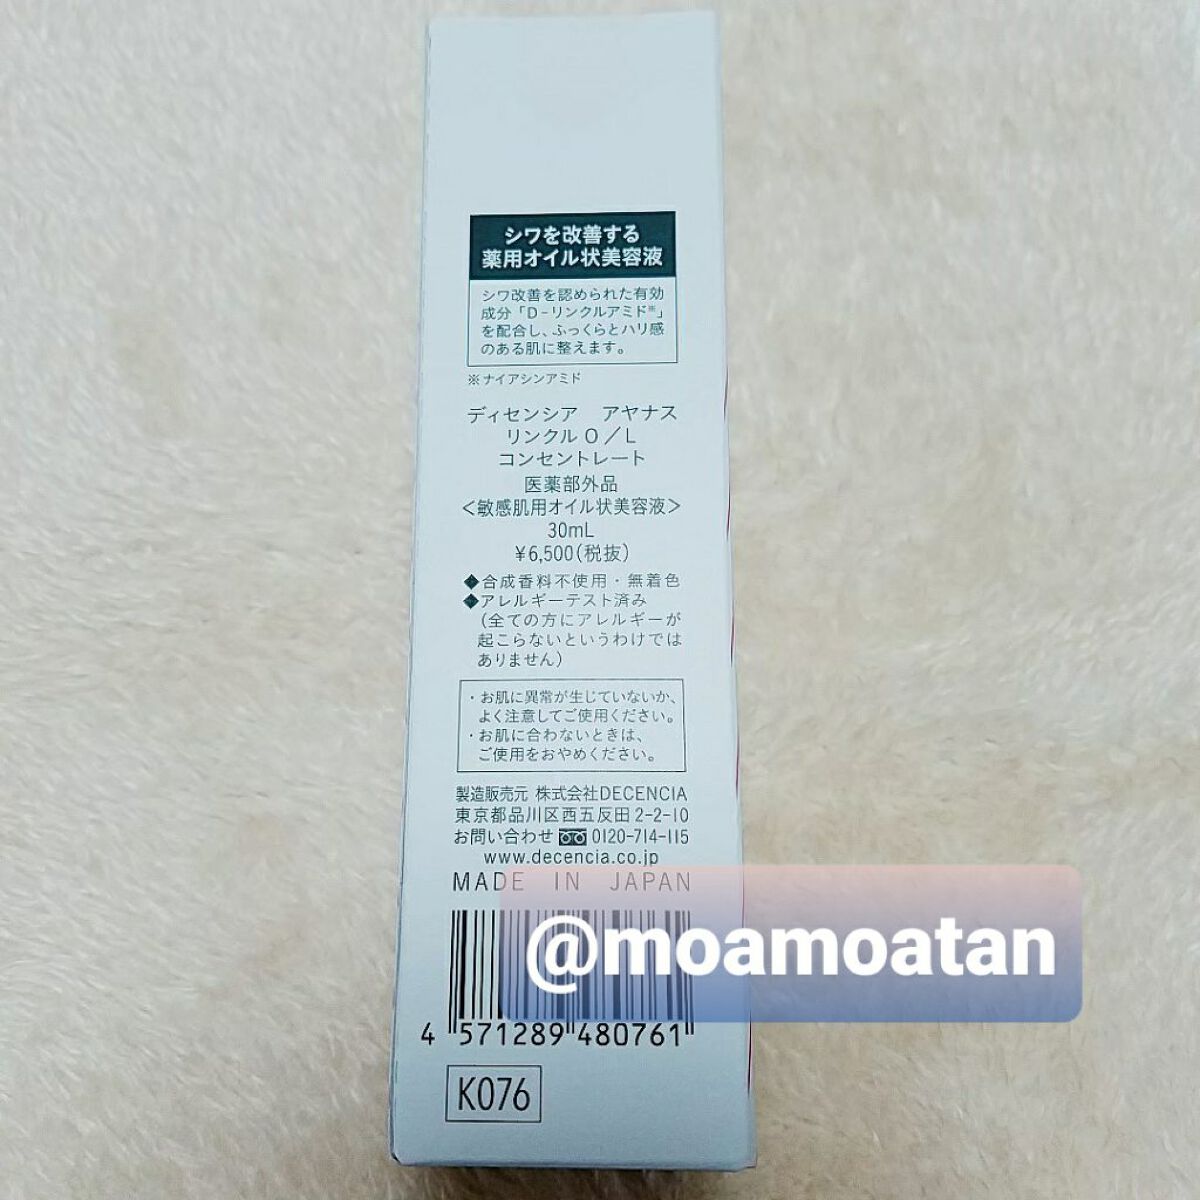 シワを改善する
薬用オイル状美容液
シワ改善を認められた有効
成分「D-リンクルアミド※」
を配合し、ふっくらとハリ感
のある肌に整えます。
※ナイアシンアミド
ディセンシア アヤナス
リンクル O/L
コンセントレート
医薬部外品
<敏感肌用オイル状美容液>
30mL
¥6,500(税抜)
◆合成香料不使用・無着色
◆アレルギーテスト済み
(全ての方にアレルギーが
起こらないというわけでは
ありません)
・お肌に異常が生じていないか、
よく注意してご使用ください。
・お肌に合わないときは、
ご使用をおやめください。
製造販売元 株式会社DECENCIA
東京都品川区西五反田2-2-10
お問い合わせ 0120-714-115
www.decencia.co.jp
MADE IN JAPAN
@moamoatan
4 571289 480761
K076